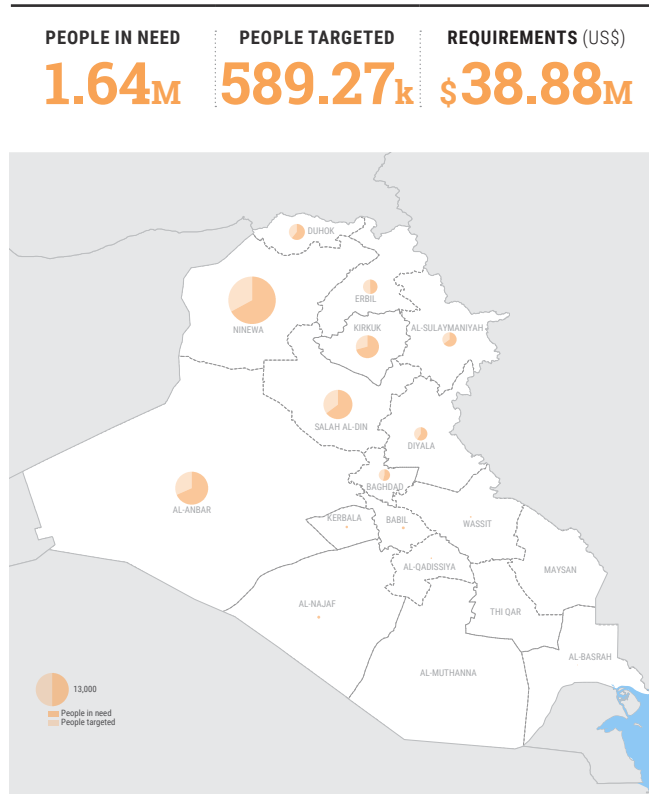 PEOPLE IN NEED
PEOPLE TARGETED
REQUIREMENTS (US$)
1.64M
589.27k
$38.88M
DUHOK
ERBIL
NINEWA
KIRKUK
AL-SULAYMANIYAH
SALAH AL-DIN
DIYALA
BAGHDAD
AL-ANBAR
KERBALA
BABIL
WASSIT
AL-QADISSIYA
MAYSAN
AL-NAJAF
THI QAR
AL-BASRAH
AL-MUTHANNA
13,000
People in need
People targeted